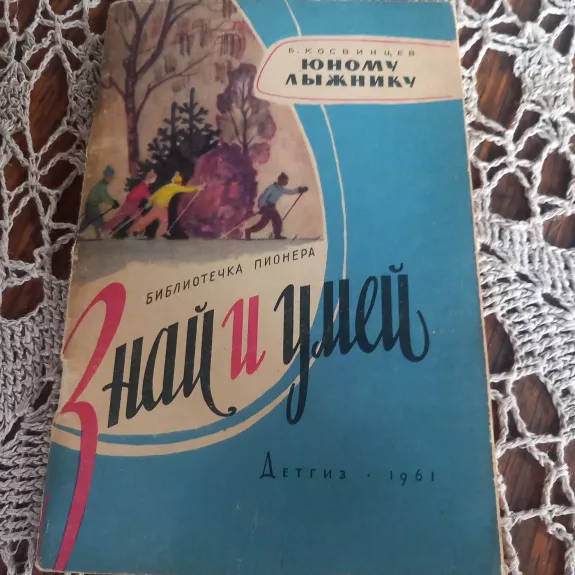 Б. КОСВИНЦЕВ
ЮНОМУ
ЛЫЖНИКУ
БИБЛИОТЕЧКА ПИОНЕРА
Знай и умей
ДЕТГИЗ · 1961